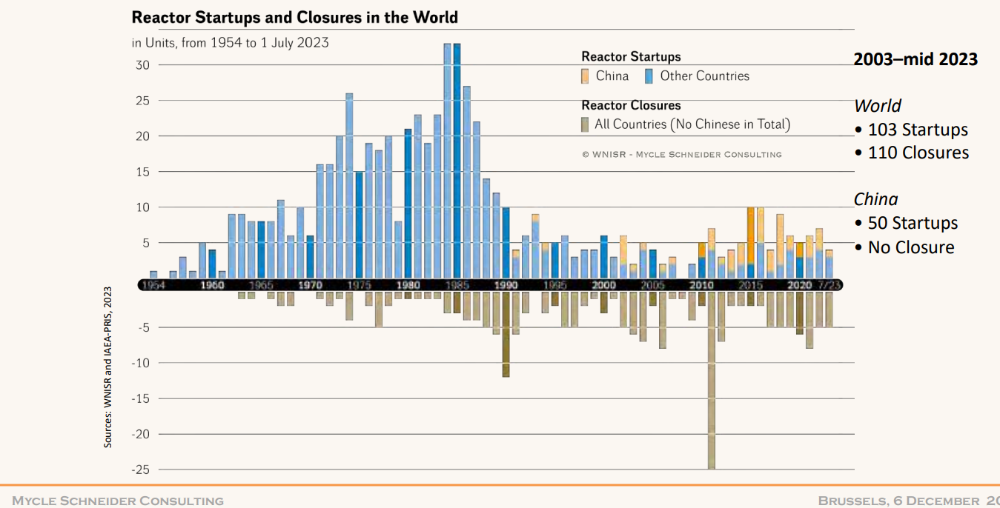 Reactor Startups and Closures in the World
in Units, from 1954 to 1 July 2023
30
25
20
15
10
5
Reactor Startups
China Other Countries
Reactor Closures
All Countries (No Chinese in Total)
© WNISR - Mycle Schneider Consulting
1954 1960 1965 1970 1975 1980 1985 1990 1995 2000 2005 2010 2015 2020 7/23
-5
-10
-15
-20
-25
Sources: WNISR and IAEA-PRIS, 2023
2003–mid 2023
World
• 103 Startups
• 110 Closures
China
• 50 Startups
• No Closure
Mycle Schneider Consulting
Brussels, 6 December 20